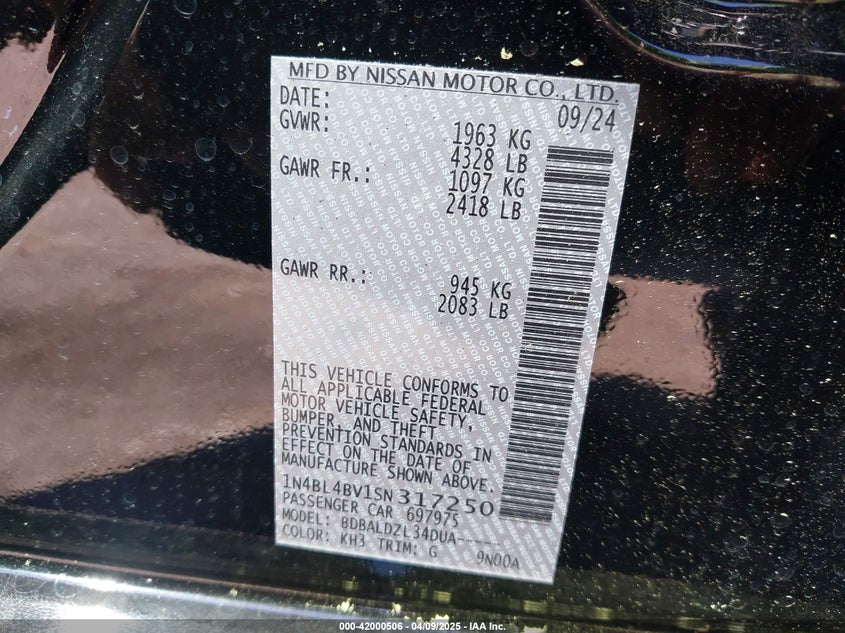 MFD BY NISSAN MOTOR CO., LTD.
DATE: 09/24
GVWR: 1963 KG
4328 LB
GAWR FR.: 1097 KG
2418 LB
GAWR RR.: 945 KG
2083 LB
THIS VEHICLE CONFORMS TO
ALL APPLICABLE FEDERAL
MOTOR VEHICLE SAFETY,
BUMPER, AND THEFT
PREVENTION STANDARDS IN
EFFECT ON THE DATE OF
MANUFACTURE SHOWN ABOVE.
1N4BL4BV1SN317250
PASSENGER CAR 697975
MODEL: BDBALDZL34DUA-----
COLOR: KH3 TRIM: G 9N00A
000-42000506 - 04/09/2025 - IAA Inc.